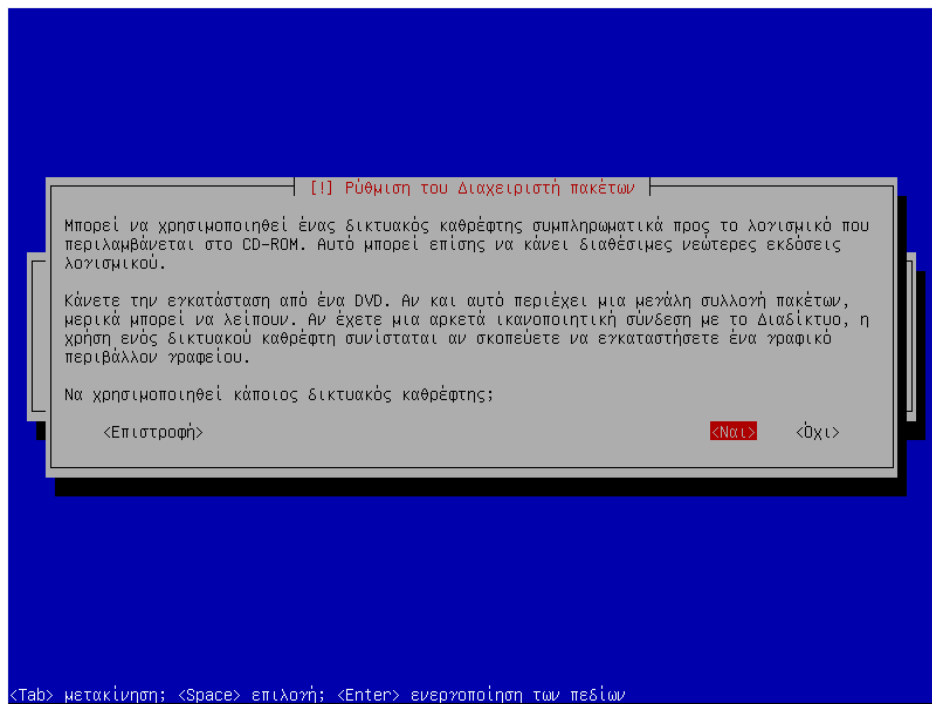 [!] Ρύθμιση του Διαχειριστή πακέτων
Μπορεί να χρησιμοποιηθεί ένας δικτυακός καθρέφτης συμπληρωματικά προς το λογισμικό που
περιλαμβάνεται στο CD-ROM. Αυτό μπορεί επίσης να κάνει διαθέσιμες νεώτερες εκδόσεις
λογισμικού.
Κάνετε την εγκατάσταση από ένα DVD. Αν και αυτό περιέχει μια μεγάλη συλλογή πακέτων,
μερικά μπορεί να λείπουν. Αν έχετε μια αρκετά ικανοποιητική σύνδεση με το Διαδίκτυο, η
χρήση ενός δικτυακού καθρέφτη συνίσταται αν σκοπεύετε να εγκαταστήσετε ένα γραφικό
περιβάλλον γραφείου.
Να χρησιμοποιηθεί κάποιος δικτυακός καθρέφτης;
<Επιστροφή> <Ναι> <Όχι>
<Tab> μετακίνηση; <Space> επιλογή; <Enter> ενεργοποίηση των πεδίων